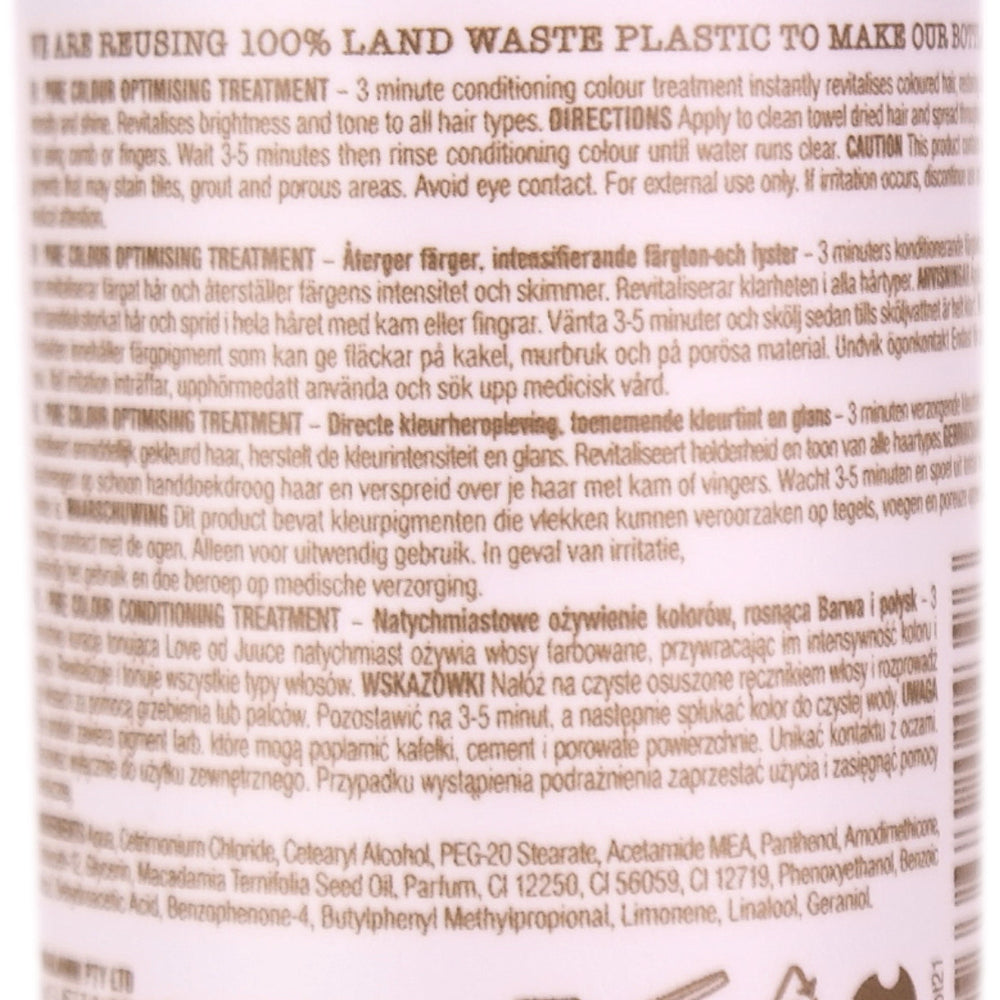 WE ARE REUSING 100% LAND WASTE PLASTIC TO MAKE OUR
COLOUR OPTIMISING TREATMENT – 3 minute conditioning colour treatment instantly revitalises coloured hair,
and shine. Revitalises brightness and tone to all hair types. DIRECTIONS Apply to clean towel dried hair and spread
comb or fingers. Wait 3-5 minutes then rinse conditioning colour until water runs clear. CAUTION This product
that may stain tiles, grout and porous areas. Avoid eye contact. For external use only. If irritation occurs, discontinue
attention.
COLOUR OPTIMISING TREATMENT – Återger färger, intensifierande färgton-och lyster – 3 minuters konditionerande
färgat hår och återställer färgens intensitet och skimmer. Revitaliserar klarheten i alla hårtyper.
hår och sprid i hela håret med kam eller fingrar. Vänta 3-5 minuter och skölj sedan tills sköljvattnet är
innehåller färgpigment som kan ge fläckar på kakel, murbruk och på porösa material. Undvik ögonkontakt
inträffar, upphörmedatt använda och sök upp medicisk vård.
COLOUR OPTIMISING TREATMENT – Directe kleurheropleving, toenemende kleurtint en glans – 3 minuten
gekleurd haar, herstelt de kleurintensiteit en glans. Revitaliseert helderheid en toon van alle haartypes.
op schoon handdoekdroog haar en verspreid over je haar met kam of vingers. Wacht 3-5 minuten en spoel
WAARSCHUWING Dit product bevat kleurpigmenten die vlekken kunnen veroorzaken op tegels, voegen en
contact met de ogen. Alleen voor uitwendig gebruik. In geval van irritatie,
het gebruik en doe beroep op medische verzorging.
COLOUR CONDITIONING TREATMENT – Natychmiastowe ożywienie kolorów, rosnąca Barwa i połysk – 3
tonująca Love od Juuce natychmiast ożywia włosy farbowane, przywracając im intensywność koloru i
i tonuje wszystkie typy włosów. WSKAZÓWKI Nałóż na czyste osuszone ręcznikiem włosy i rozprowadź
za pomocą grzebienia lub palców. Pozostawić na 3-5 minut, a następnie spłukać kolor do czystej wody. UWAGA
zawiera pigment farb, które mogą poplamić kafelki, cement i porowate powierzchnie. Unikać kontaktu z oczami.
włącznie do użytku zewnętrznego. Przypadku wystąpienia podrażnienia zaprzestać użycia i zasięgnąć pomocy
Aqua, Cetrimonium Chloride, Cetearyl Alcohol, PEG-20 Stearate, Acetamide MEA, Panthenol, Amodimethicone,
Glycerin, Macadamia Ternifolia Seed Oil, Parfum, CI 12250, CI 56059, CI 12719, Phenoxyethanol, Benzoic
Acid, Benzophenone-4, Butylphenyl Methylpropional, Limonene, Linalool, Geraniol.
PTY LTD